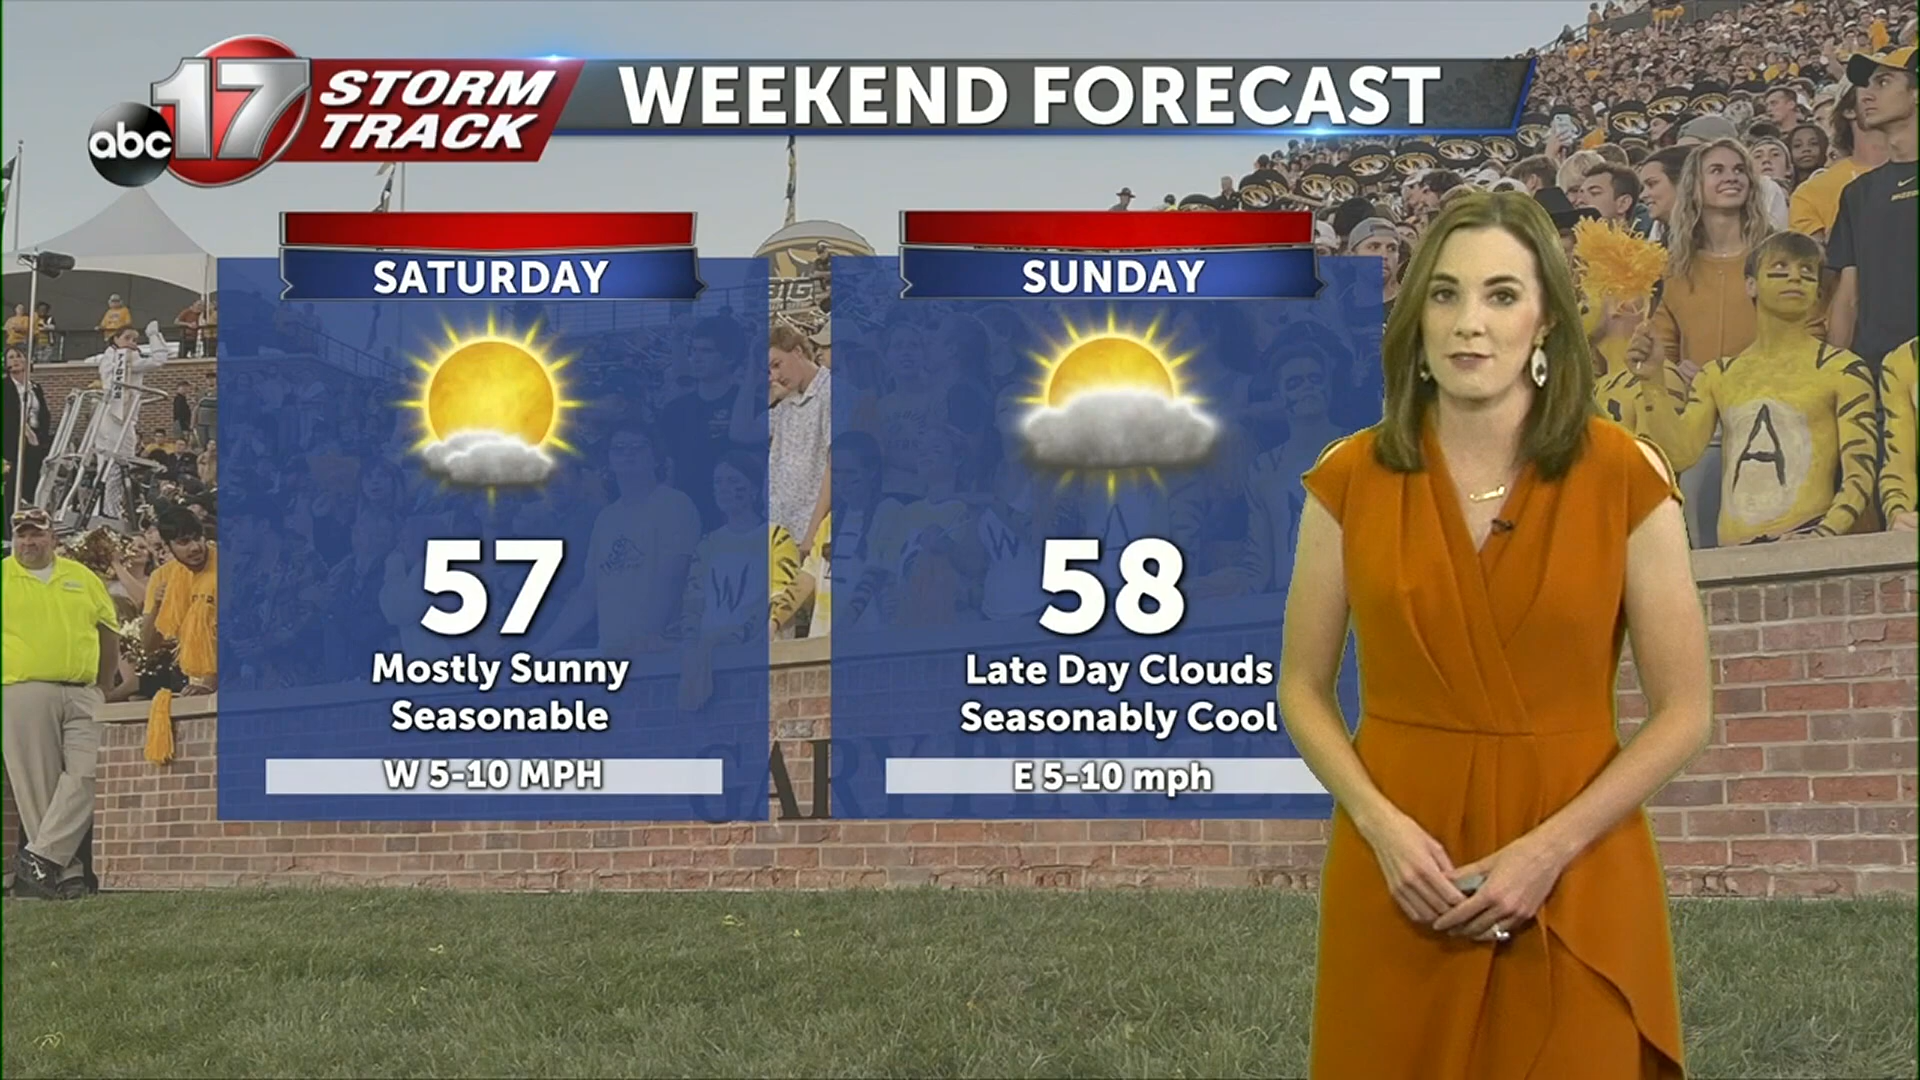 abc
17
STORM
TRACK
WEEKEND FORECAST
SATURDAY
SUNDAY
57
58
Mostly Sunny
Seasonable
Late Day Clouds
Seasonably Cool
W 5-10 MPH
E 5-10 mph
A
W